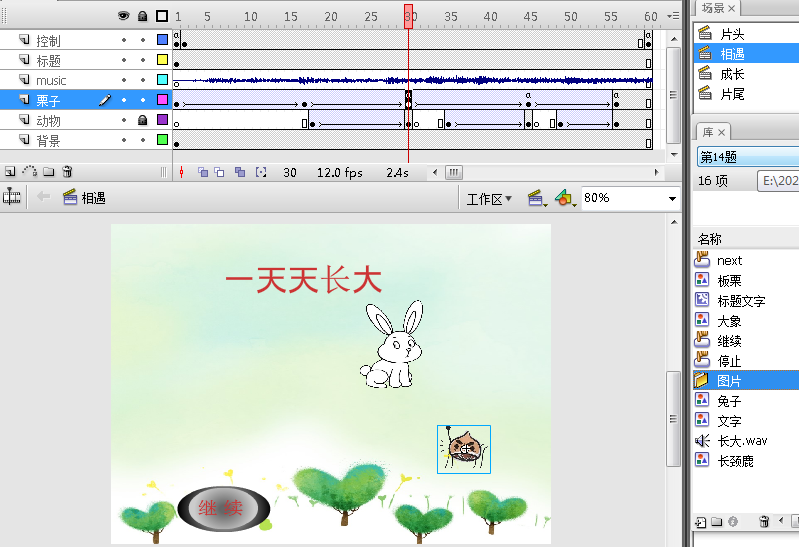 场景
1 5 10 15 20 25 30 35 40 45 50 55 60
控制
片头
标题
相遇
music
成长
栗子
片尾
动物
背景
库
第14题
30 12.0 fps 2.4s
16 项 E:\202
相遇
工作区 80%
名称
next
板栗
标题文字
大象
继续
停止
图片
兔子
文字
长大.wav
长颈鹿
一天天长大
继 续